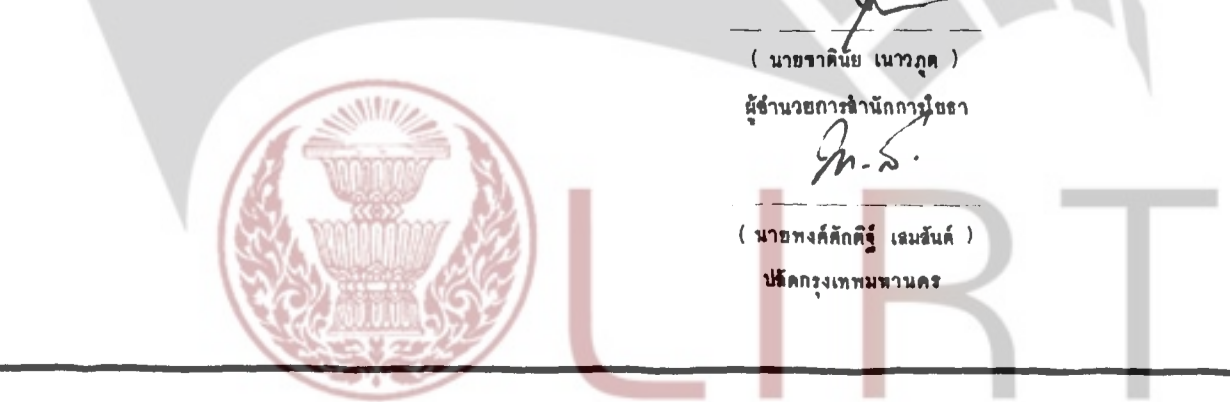 ( นายชาตินัย เนาวภูต )
ผู้อำนวยการสำนักการโยธา
( นายพงศ์ศักติฐ์ เสมสันต์ )
ปลัดกรุงเทพมหานคร
LIRT